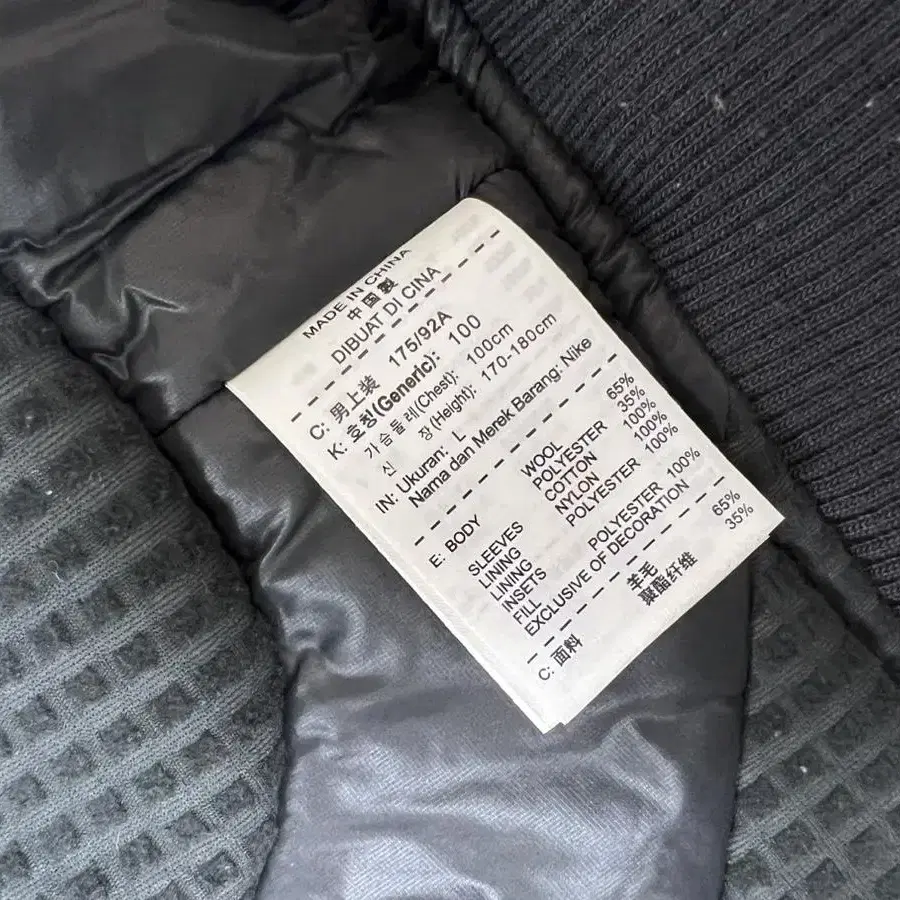 MADE IN CHINA
中国製
DIBUAT DI CINA
C: 男上装 175/92A
K: 호칭(Generic): 100
가슴둘레(Chest): 100cm
신 장(Height): 170-180cm
IN: Ukuran: L
Nama dan Merek Barang: Nike
E: BODY WOOL 65%
POLYESTER 35%
SLEEVES COTTON 100%
LINING NYLON 100%
LINING POLYESTER 100%
INSETS
FILL POLYESTER 100%
EXCLUSIVE OF DECORATION
C: 面料 羊毛 65%
聚酯纤维 35%